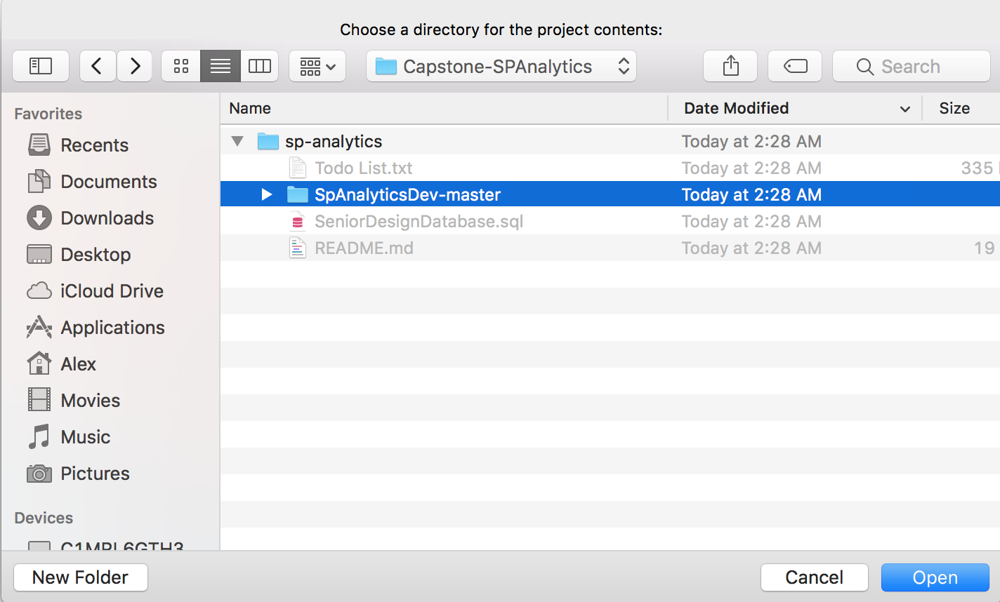 Choose a directory for the project contents:
Capstone-SPAnalytics
Search
Favorites
Recents
Documents
Downloads
Desktop
iCloud Drive
Applications
Alex
Movies
Music
Pictures
Devices
Name Date Modified Size
sp-analytics Today at 2:28 AM
Todo List.txt Today at 2:28 AM 335
SpAnalyticsDev-master Today at 2:28 AM
SeniorDesignDatabase.sql Today at 2:28 AM
README.md Today at 2:28 AM 19
New Folder Cancel Open